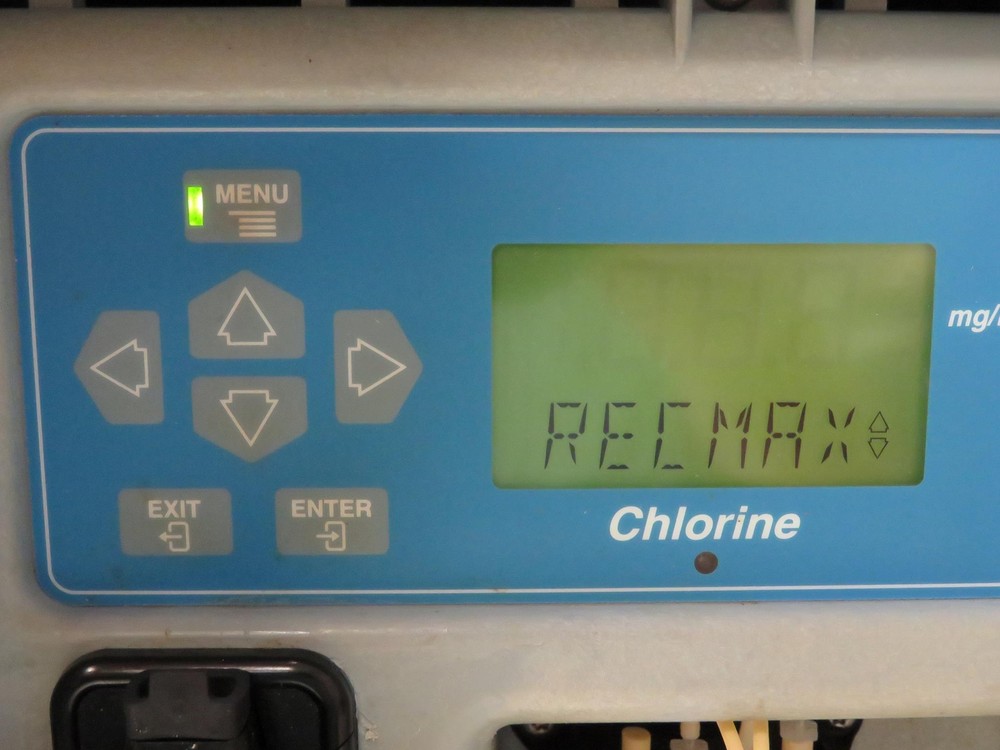 MENU
mg/
RECMAX
EXIT
ENTER
Chlorine